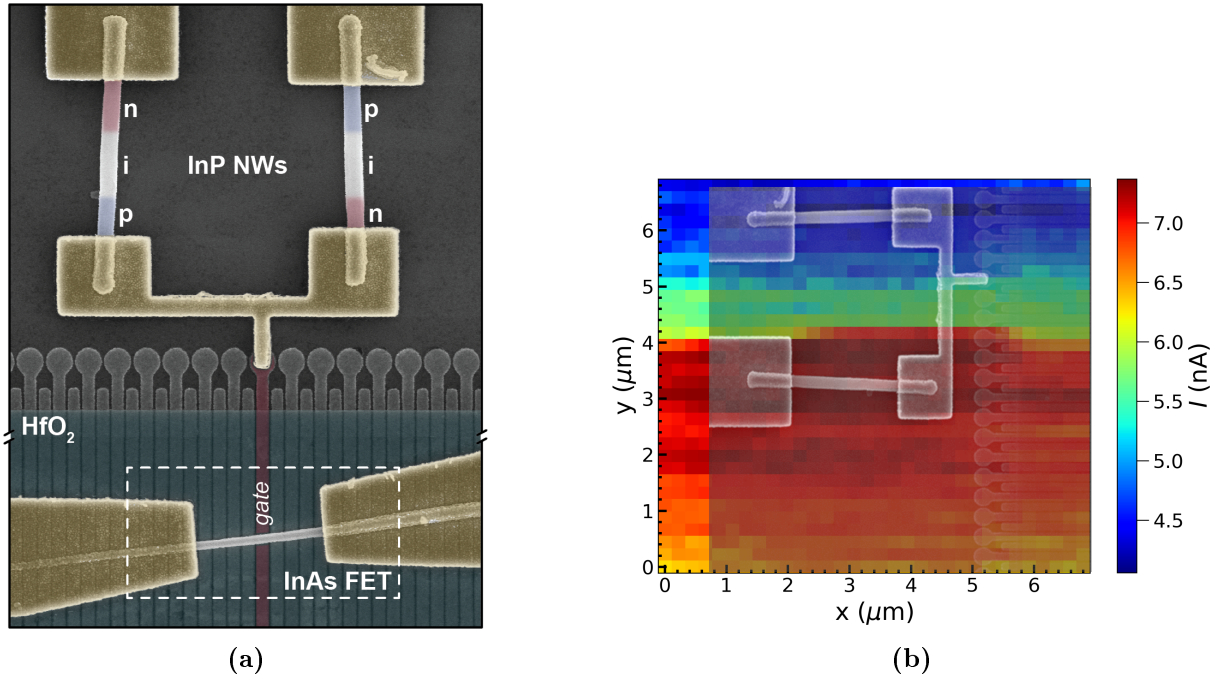 n
p
i
InP NWs
i
p
n
HfO₂
gate
InAs FET
(a)
6
5
4
3
2
1
0
y (μm)
0 1 2 3 4 5 6
x (μm)
7.0
6.5
6.0
5.5
5.0
4.5
I (nA)
(b)